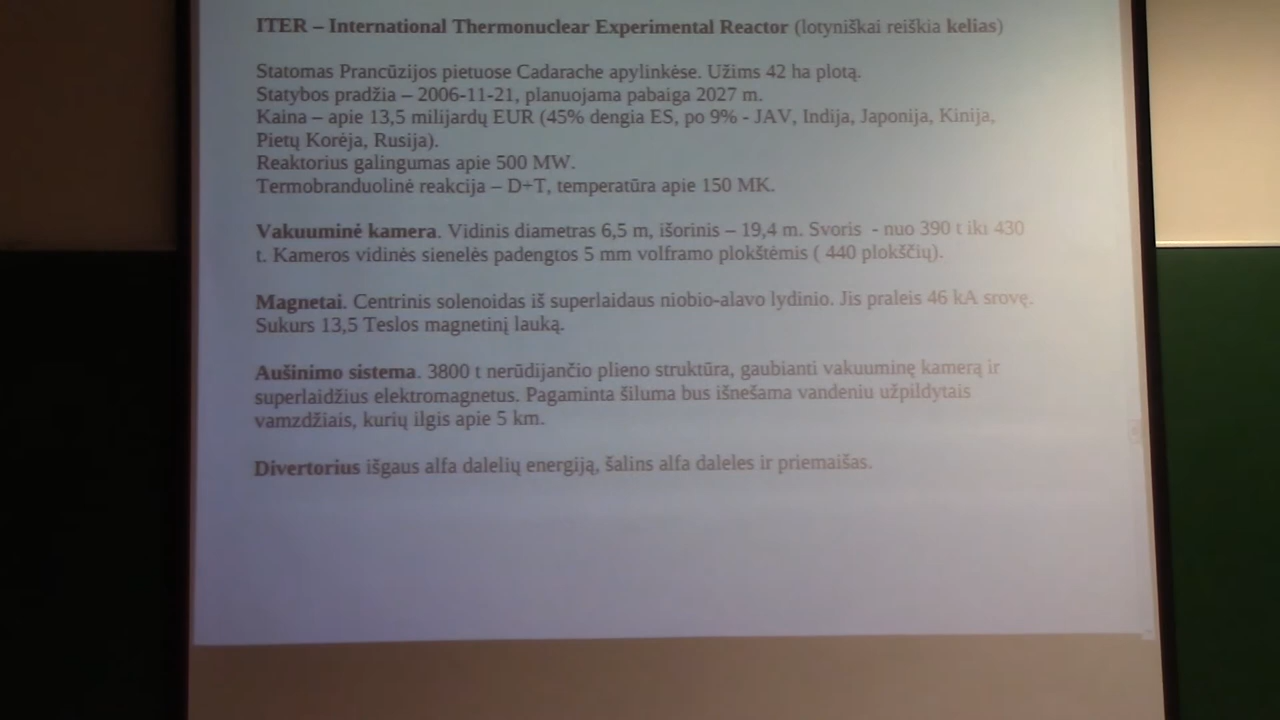 ITER – International Thermonuclear Experimental Reactor (lotyniškai reiškia kelias)
Statomas Prancūzijos pietuose Cadarache apylinkėse. Užims 42 ha plotą.
Statybos pradžia – 2006-11-21, planuojama pabaiga 2027 m.
Kaina – apie 13,5 milijardų EUR (45% dengia ES, po 9% - JAV, Indija, Japonija, Kinija,
Pietų Korėja, Rusija).
Reaktorius galingumas apie 500 MW.
Termobranduolinė reakcija – D+T, temperatūra apie 150 MK.
Vakuuminė kamera. Vidinis diametras 6,5 m, išorinis – 19,4 m. Svoris - nuo 390 t iki 430
t. Kameros vidinės sienelės padengtos 5 mm volframo plokštėmis ( 440 plokščių).
Magnetai. Centrinis solenoidas iš superlaidaus niobio-alavo lydinio. Jis praleis 46 kA srovę.
Sukurs 13,5 Teslos magnetinį lauką.
Aušinimo sistema. 3800 t nerūdijančio plieno struktūra, gaubianti vakuuminę kamerą ir
superlaidžius elektromagnetus. Pagaminta šiluma bus išnešama vandeniu užpildytais
vamzdžiais, kurių ilgis apie 5 km.
Divertorius išgaus alfa dalelių energiją, šalins alfa daleles ir priemaišas.